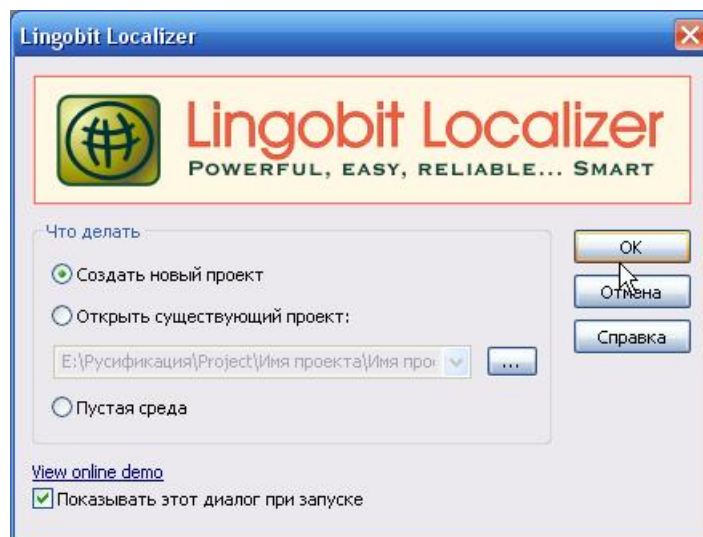 Lingobit Localizer
Lingobit Localizer
POWERFUL, EASY, RELIABLE... SMART
Что делать
Создать новый проект
Открыть существующий проект:
E:\Русификация\Project\Имя проекта\Имя про
...
Пустая среда
OK
Отмена
Справка
View online demo
Показывать этот диалог при запуске